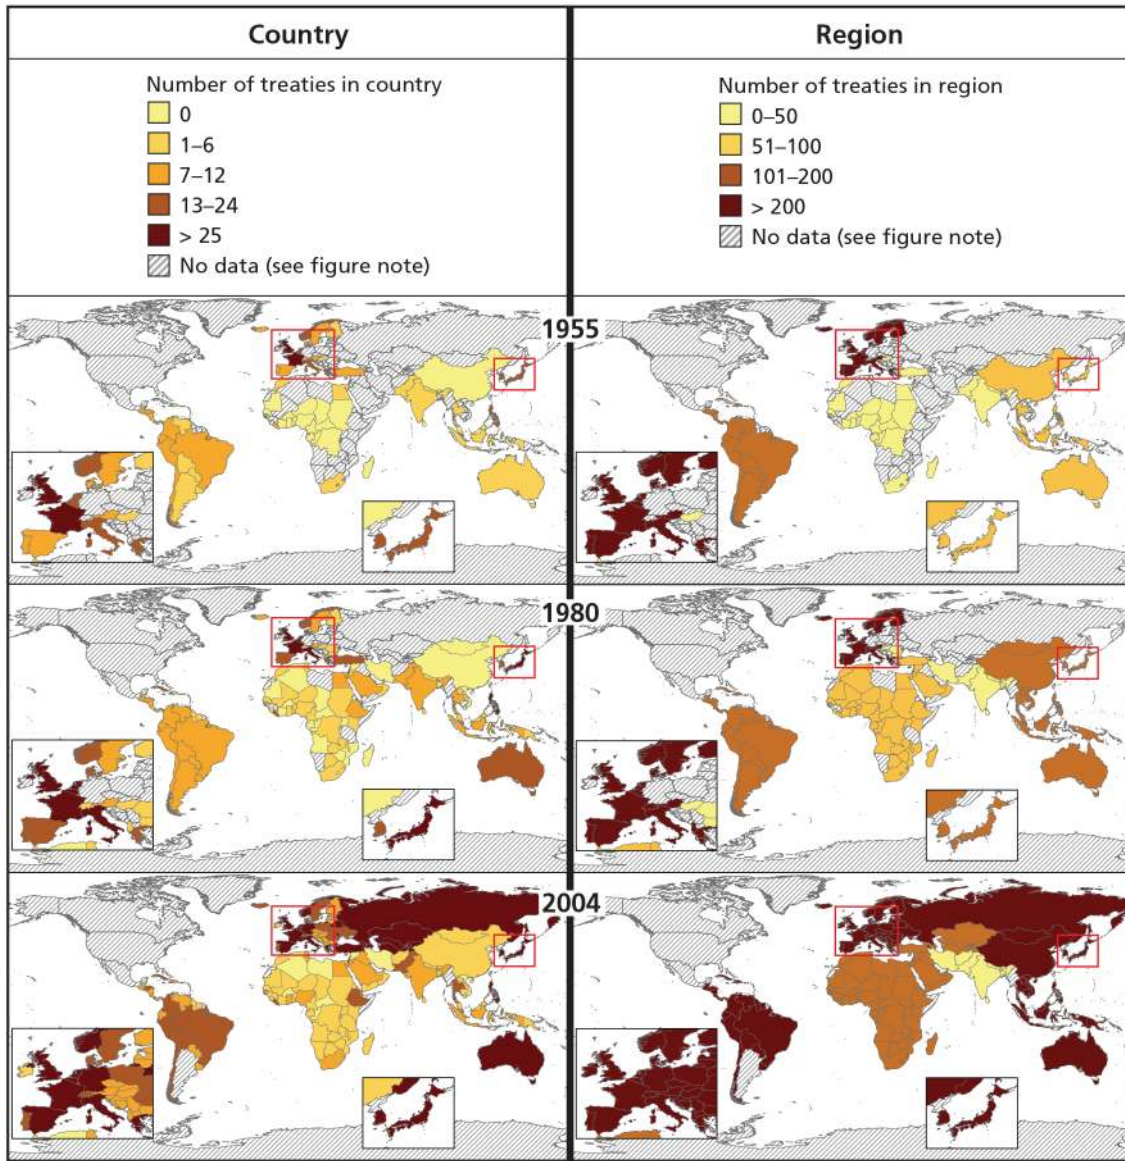 Country
Number of treaties in country
0
1–6
7–12
13–24
> 25
No data (see figure note)
Region
Number of treaties in region
0–50
51–100
101–200
> 200
No data (see figure note)
1955
1980
2004